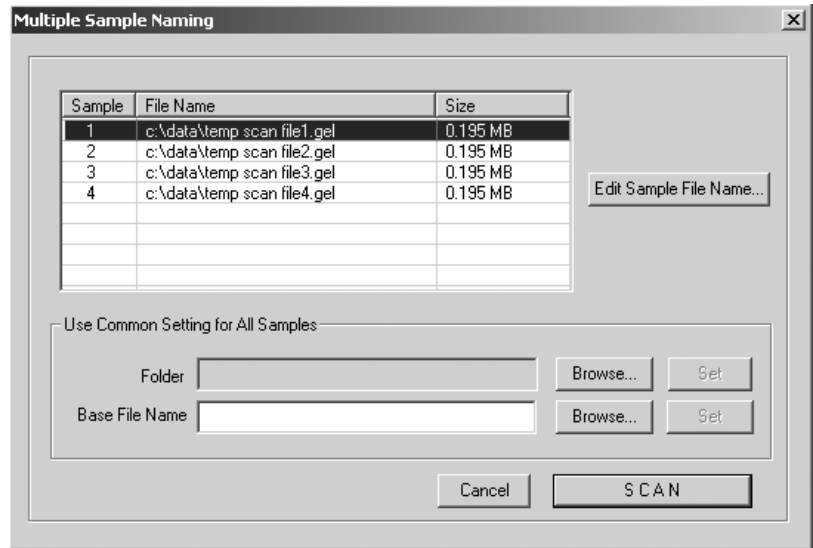 Multiple Sample Naming
Sample File Name Size
1 c:\data\temp scan file1.gel 0.195 MB
2 c:\data\temp scan file2.gel 0.195 MB
3 c:\data\temp scan file3.gel 0.195 MB
4 c:\data\temp scan file4.gel 0.195 MB
Edit Sample File Name...
Use Common Setting for All Samples
Folder Browse... Set
Base File Name Browse... Set
Cancel SCAN